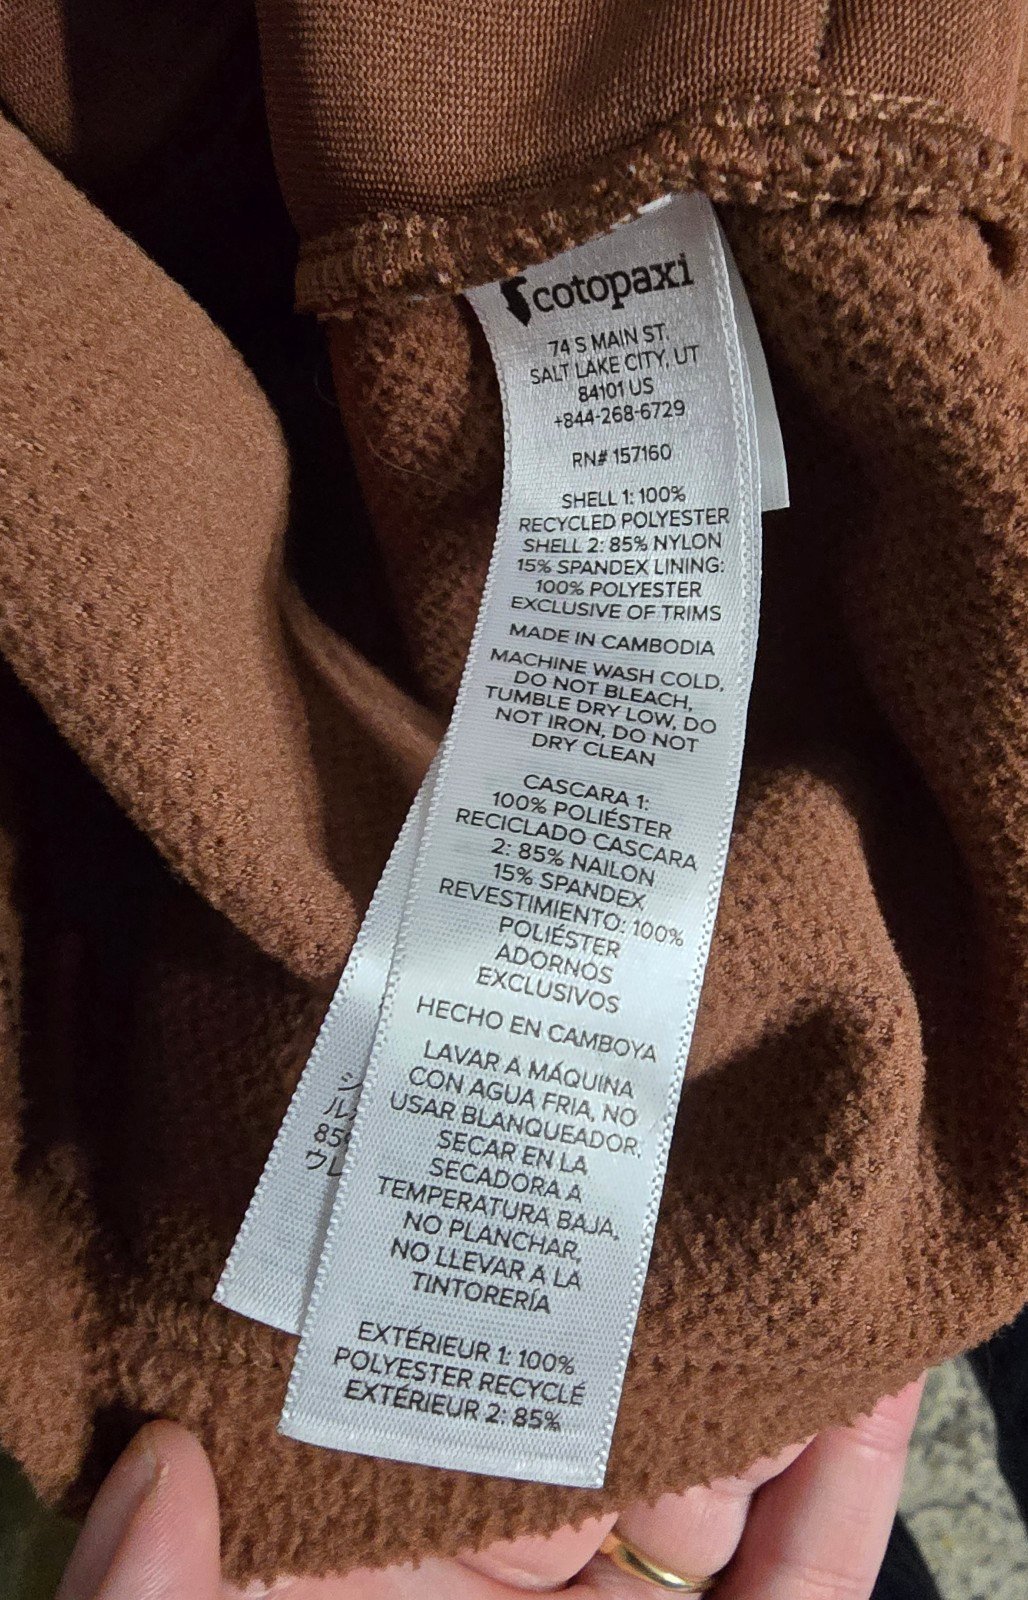 cotopaxi
74 S MAIN ST.
SALT LAKE CITY, UT
84101 US
+844-268-6729
RN# 157160
SHELL 1: 100%
RECYCLED POLYESTER
SHELL 2: 85% NYLON
15% SPANDEX LINING:
100% POLYESTER
EXCLUSIVE OF TRIMS
MADE IN CAMBODIA
MACHINE WASH COLD,
DO NOT BLEACH,
TUMBLE DRY LOW, DO
NOT IRON, DO NOT
DRY CLEAN
CASCARA 1:
100% POLIÉSTER
RECICLADO CASCARA
2: 85% NAILON
15% SPANDEX
REVESTIMIENTO: 100%
POLIÉSTER
ADORNOS
EXCLUSIVOS
HECHO EN CAMBOYA
LAVAR A MÁQUINA
CON AGUA FRIA, NO
USAR BLANQUEADOR,
SECAR EN LA
SECADORA A
TEMPERATURA BAJA,
NO PLANCHAR,
NO LLEVAR A LA
TINTORERÍA
EXTÉRIEUR 1: 100%
POLYESTER RECYCLÉ
EXTÉRIEUR 2: 85%